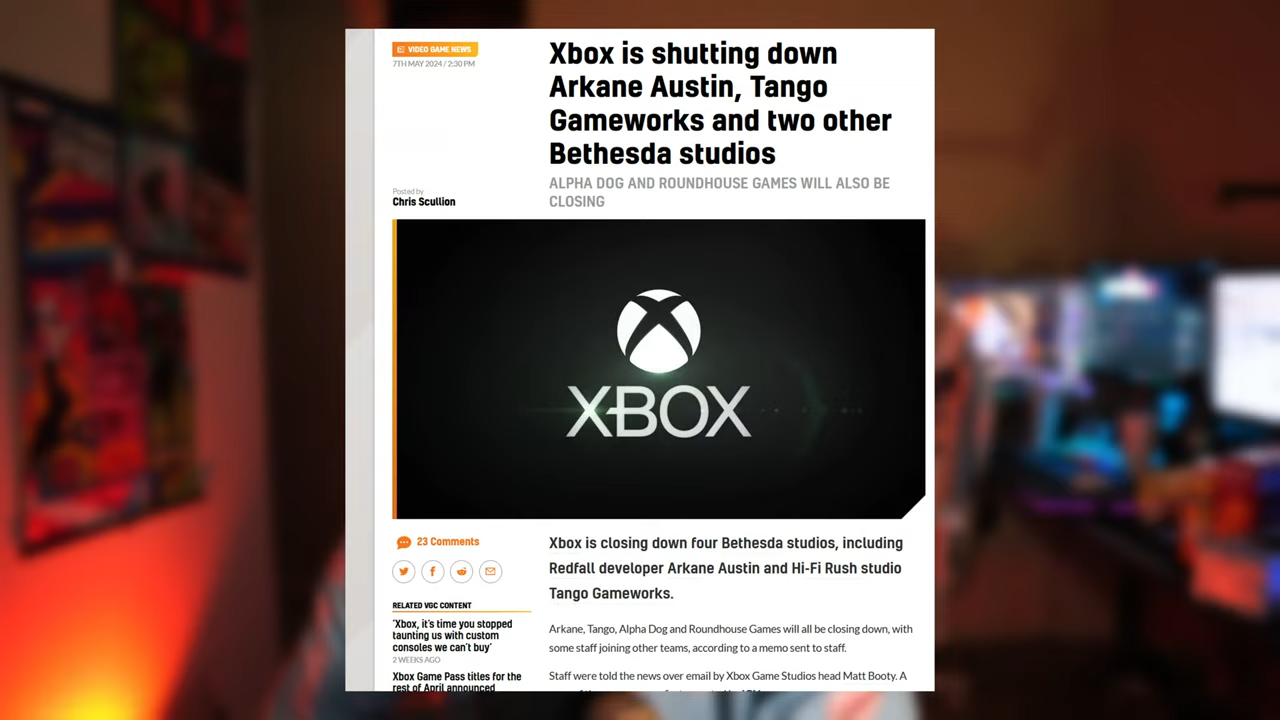 VIDEO GAME NEWS
7TH MAY 2024 / 2:30 PM
Xbox is shutting down
Arkane Austin, Tango
Gameworks and two other
Bethesda studios
ALPHA DOG AND ROUNDHOUSE GAMES WILL ALSO BE
CLOSING
Posted by
Chris Scullion
XBOX
23 Comments
RELATED VGC CONTENT
'Xbox, it's time you stopped
taunting us with custom
consoles we can't buy'
2 WEEKS AGO
Xbox Game Pass titles for the
rest of April announced
Xbox is closing down four Bethesda studios, including
Redfall developer Arkane Austin and Hi-Fi Rush studio
Tango Gameworks.
Arkane, Tango, Alpha Dog and Roundhouse Games will all be closing down, with
some staff joining other teams, according to a memo sent to staff.
Staff were told the news over email by Xbox Game Studios head Matt Booty. A